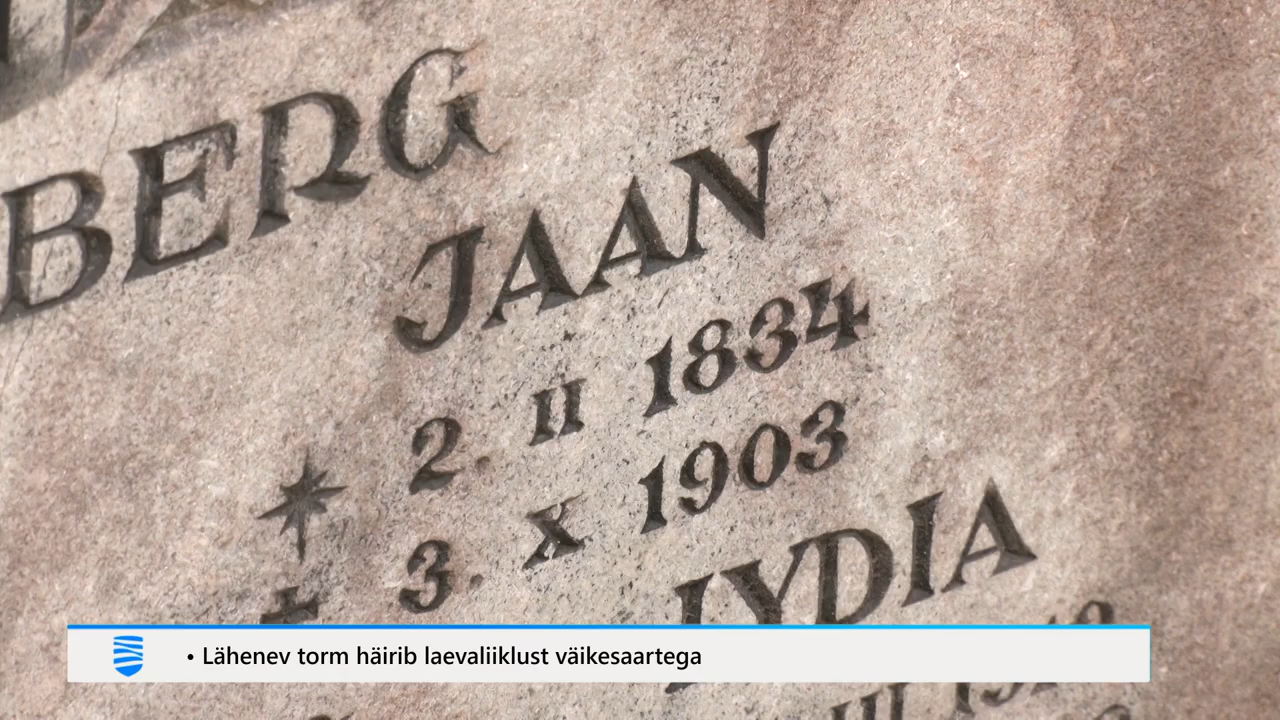 BERG
JAAN
* 2. II 1834
+ 3. X 1903
LYDIA
• Lähenev torm häirib laevaliiklust väikesaartega